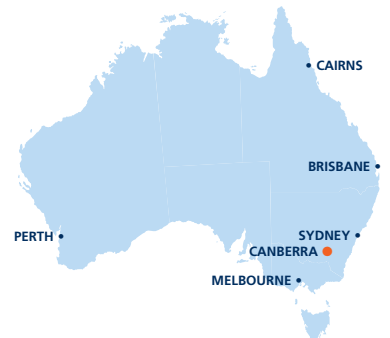 CAIRNS
BRISBANE
PERTH
SYDNEY
CANBERRA
MELBOURNE